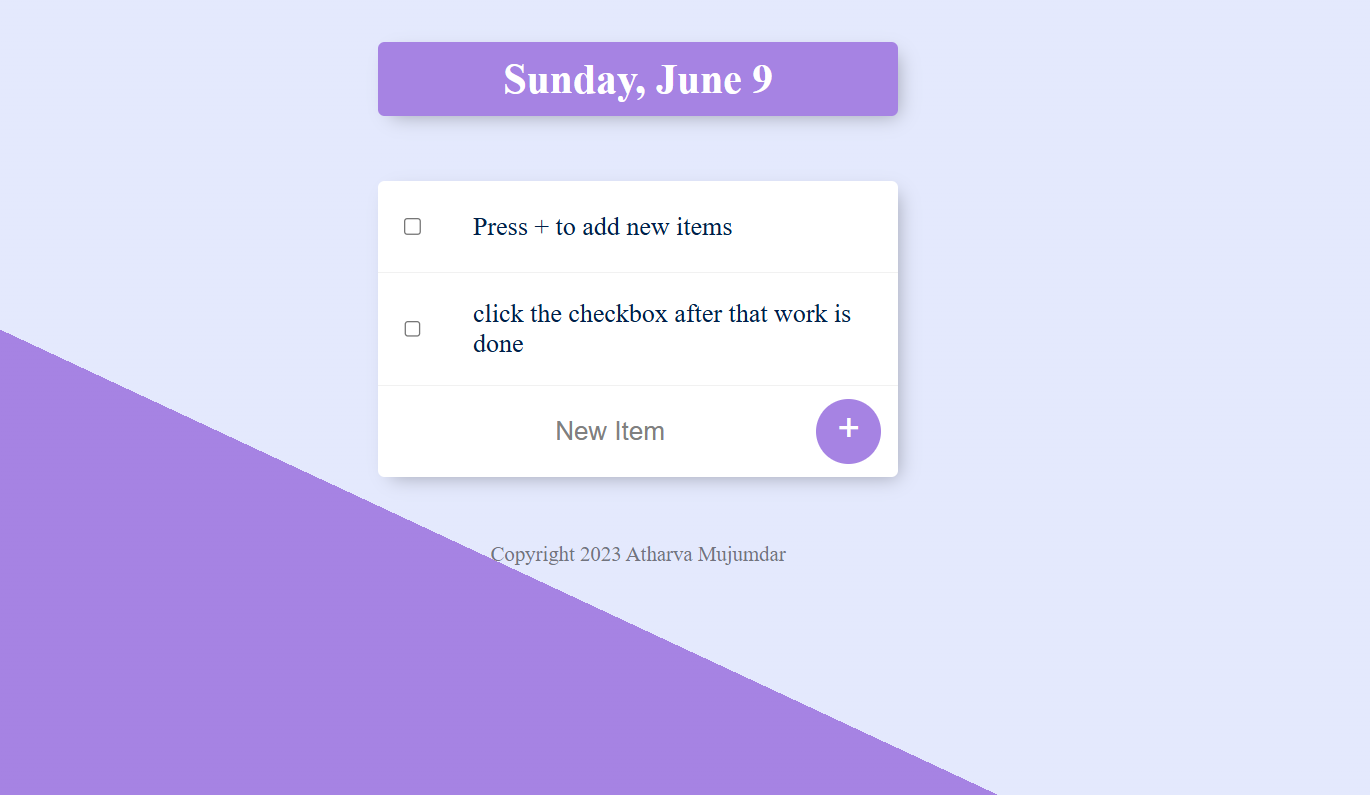 Sunday, June 9
Press + to add new items
click the checkbox after that work is
done
New Item
+
Copyright 2023 Atharva Mujumdar